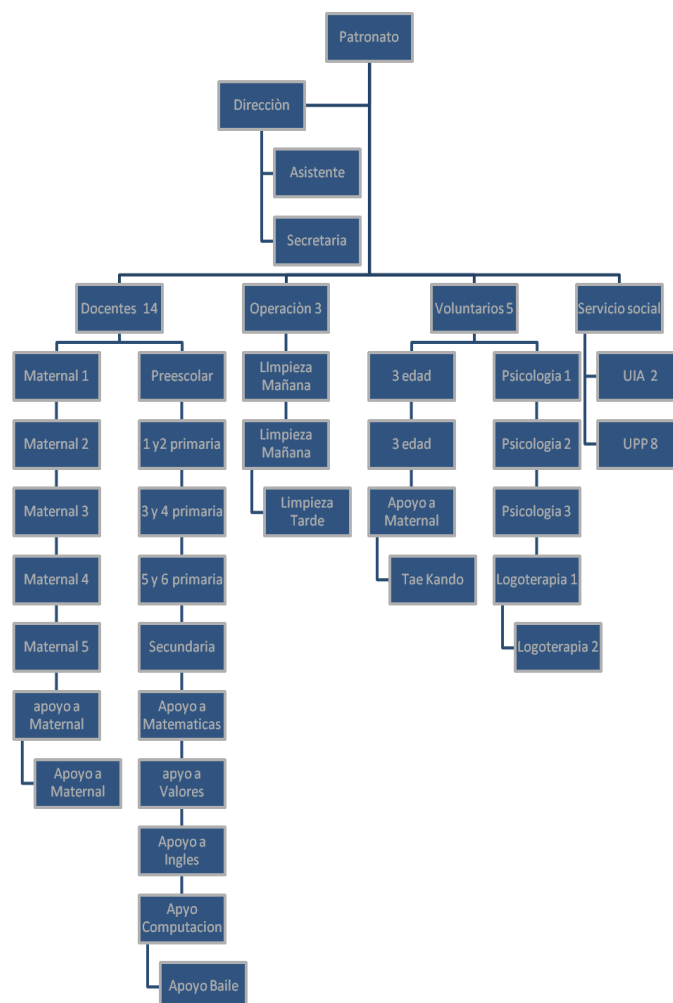 Patronato
Direcciòn
Asistente
Secretaria
Docentes 14
Operaciòn 3
Voluntarios 5
Servicio social
Maternal 1
Maternal 2
Maternal 3
Maternal 4
Maternal 5
apoyo a
Maternal
Apoyo a
Maternal
Preescolar
1 y2 primaria
3 y 4 primaria
5 y 6 primaria
Secundaria
Apoyo a
Matematicas
apyo a
Valores
Apoyo a
Ingles
Apyo
Computacion
Apoyo Baile
LImpieza
Mañana
Limpieza
Mañana
Limpieza
Tarde
3 edad
3 edad
Apoyo a
Maternal
Tae Kando
Psicologia 1
Psicologia 2
Psicologia 3
Logoterapia 1
Logoterapia 2
UIA 2
UPP 8